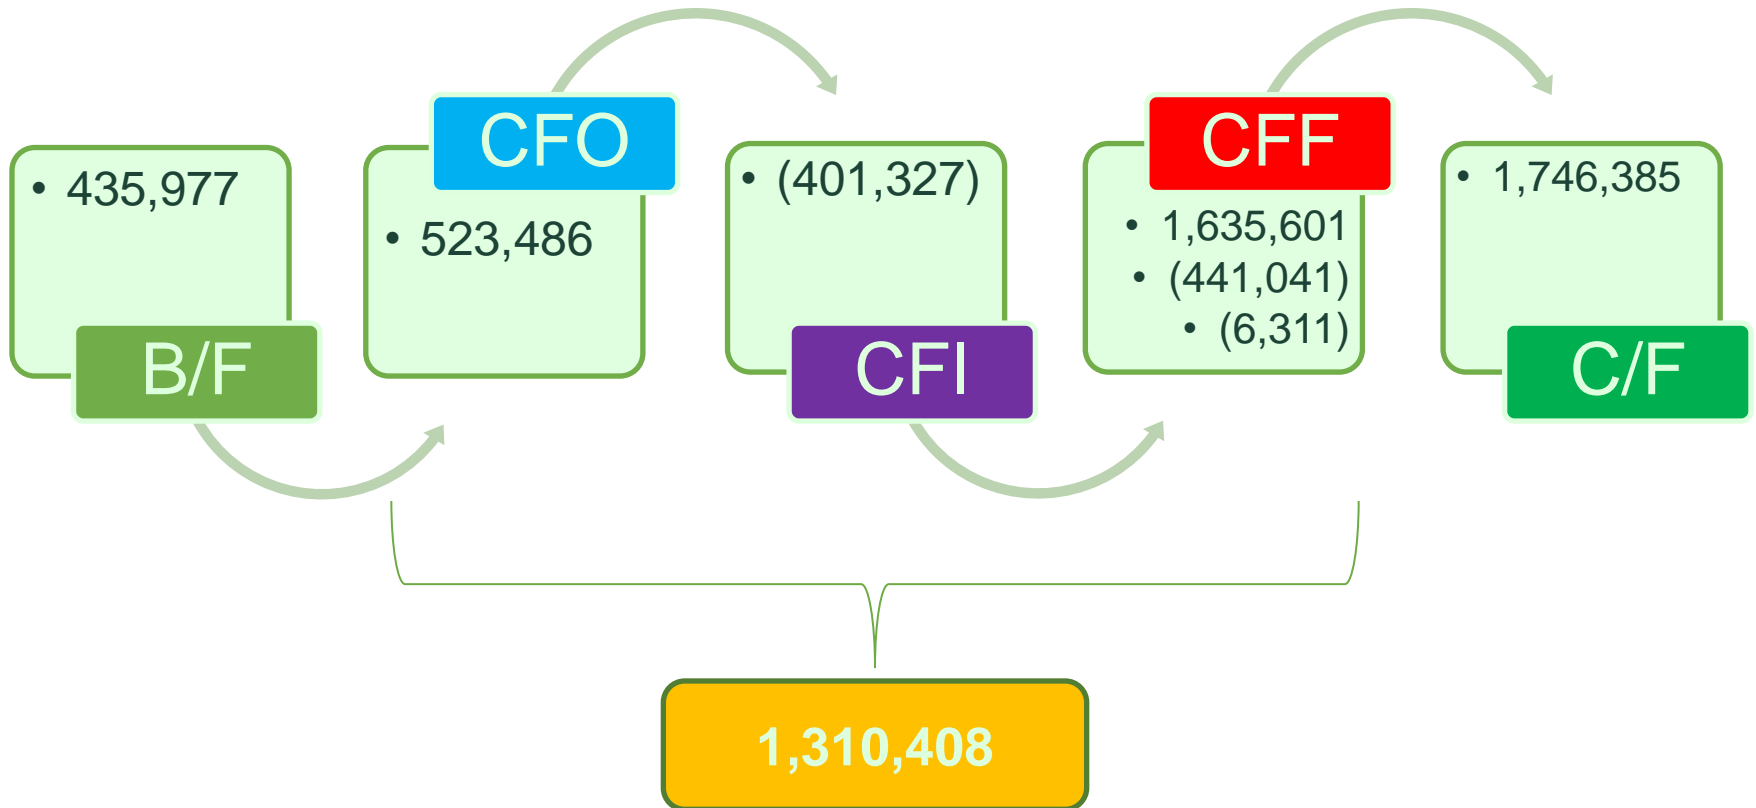 • 435,977
B/F
CFO
• 523,486
• (401,327)
CFI
CFF
• 1,635,601
• (441,041)
• (6,311)
• 1,746,385
C/F
1,310,408